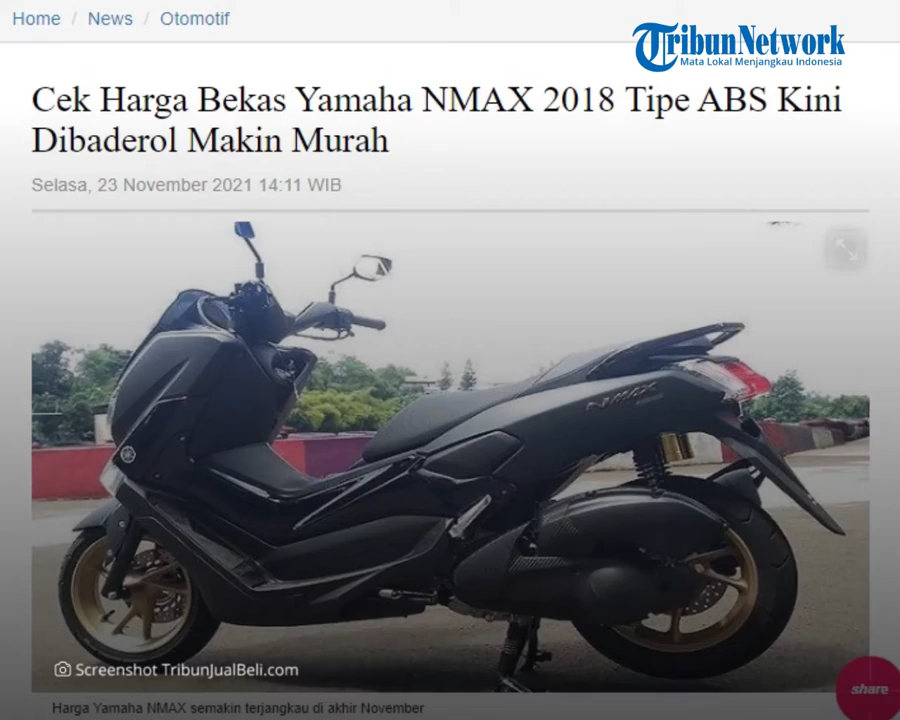 Home / News / Otomotif
TribunNetwork
Mata Lokal Menjangkau Indonesia
Cek Harga Bekas Yamaha NMAX 2018 Tipe ABS Kini
Dibaderol Makin Murah
Selasa, 23 November 2021 14:11 WIB
NMAX
Screenshot TribunJualBeli.com
share
Harga Yamaha NMAX semakin terjangkau di akhir November